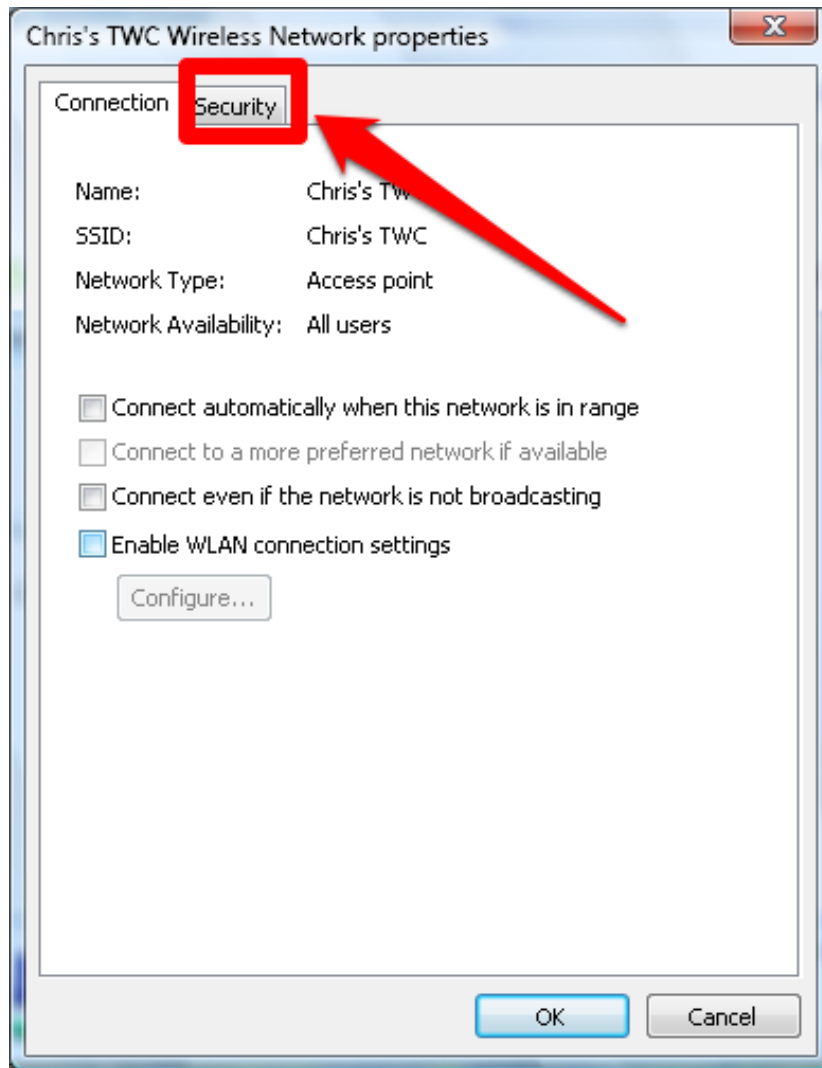 Chris's TWC Wireless Network properties
Connection Security
Name: Chris's TW
SSID: Chris's TWC
Network Type: Access point
Network Availability: All users
Connect automatically when this network is in range
Connect to a more preferred network if available
Connect even if the network is not broadcasting
Enable WLAN connection settings
Configure...
OK Cancel